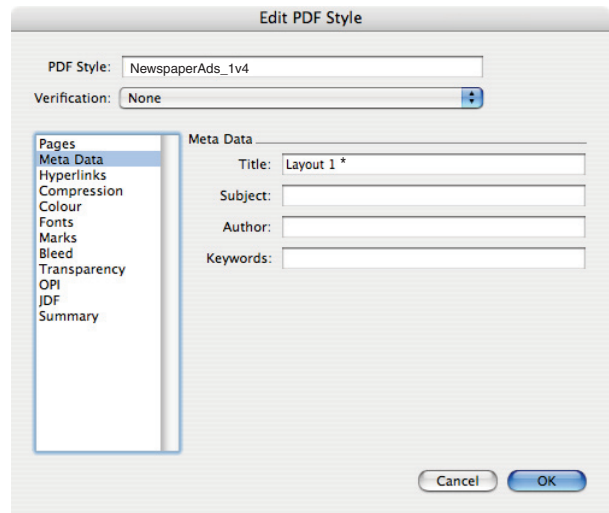 Edit PDF Style
PDF Style: NewspaperAds_1v4
Verification: None
Pages
Meta Data
Hyperlinks
Compression
Colour
Fonts
Marks
Bleed
Transparency
OPI
JDF
Summary
Meta Data
Title: Layout 1 *
Subject:
Author:
Keywords:
Cancel OK